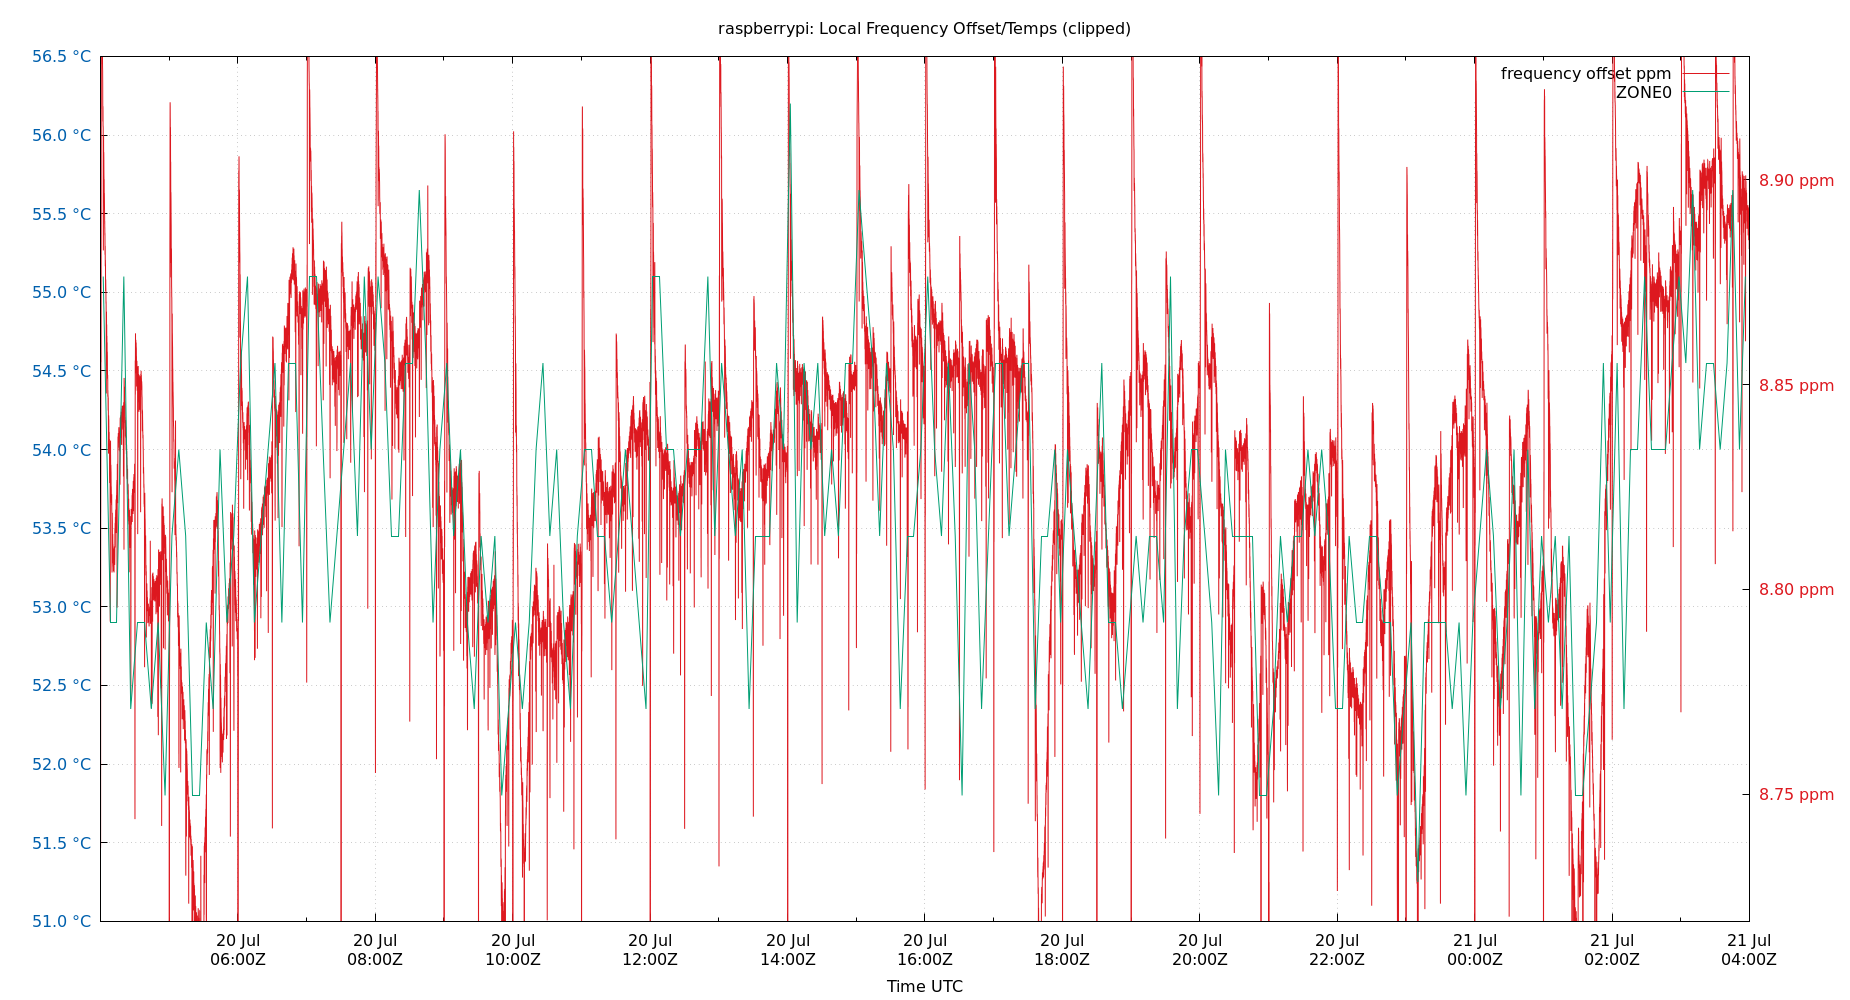 raspberrypi: Local Frequency Offset/Temps (clipped)
56.5 °C
56.0 °C
55.5 °C
55.0 °C
54.5 °C
54.0 °C
53.5 °C
53.0 °C
52.5 °C
52.0 °C
51.5 °C
51.0 °C
frequency offset ppm
ZONE0
8.90 ppm
8.85 ppm
8.80 ppm
8.75 ppm
20 Jul 20 Jul 20 Jul 20 Jul 20 Jul 20 Jul 20 Jul 20 Jul 20 Jul 21 Jul 21 Jul 21 Jul
06:00Z 08:00Z 10:00Z 12:00Z 14:00Z 16:00Z 18:00Z 20:00Z 22:00Z 00:00Z 02:00Z 04:00Z
Time UTC